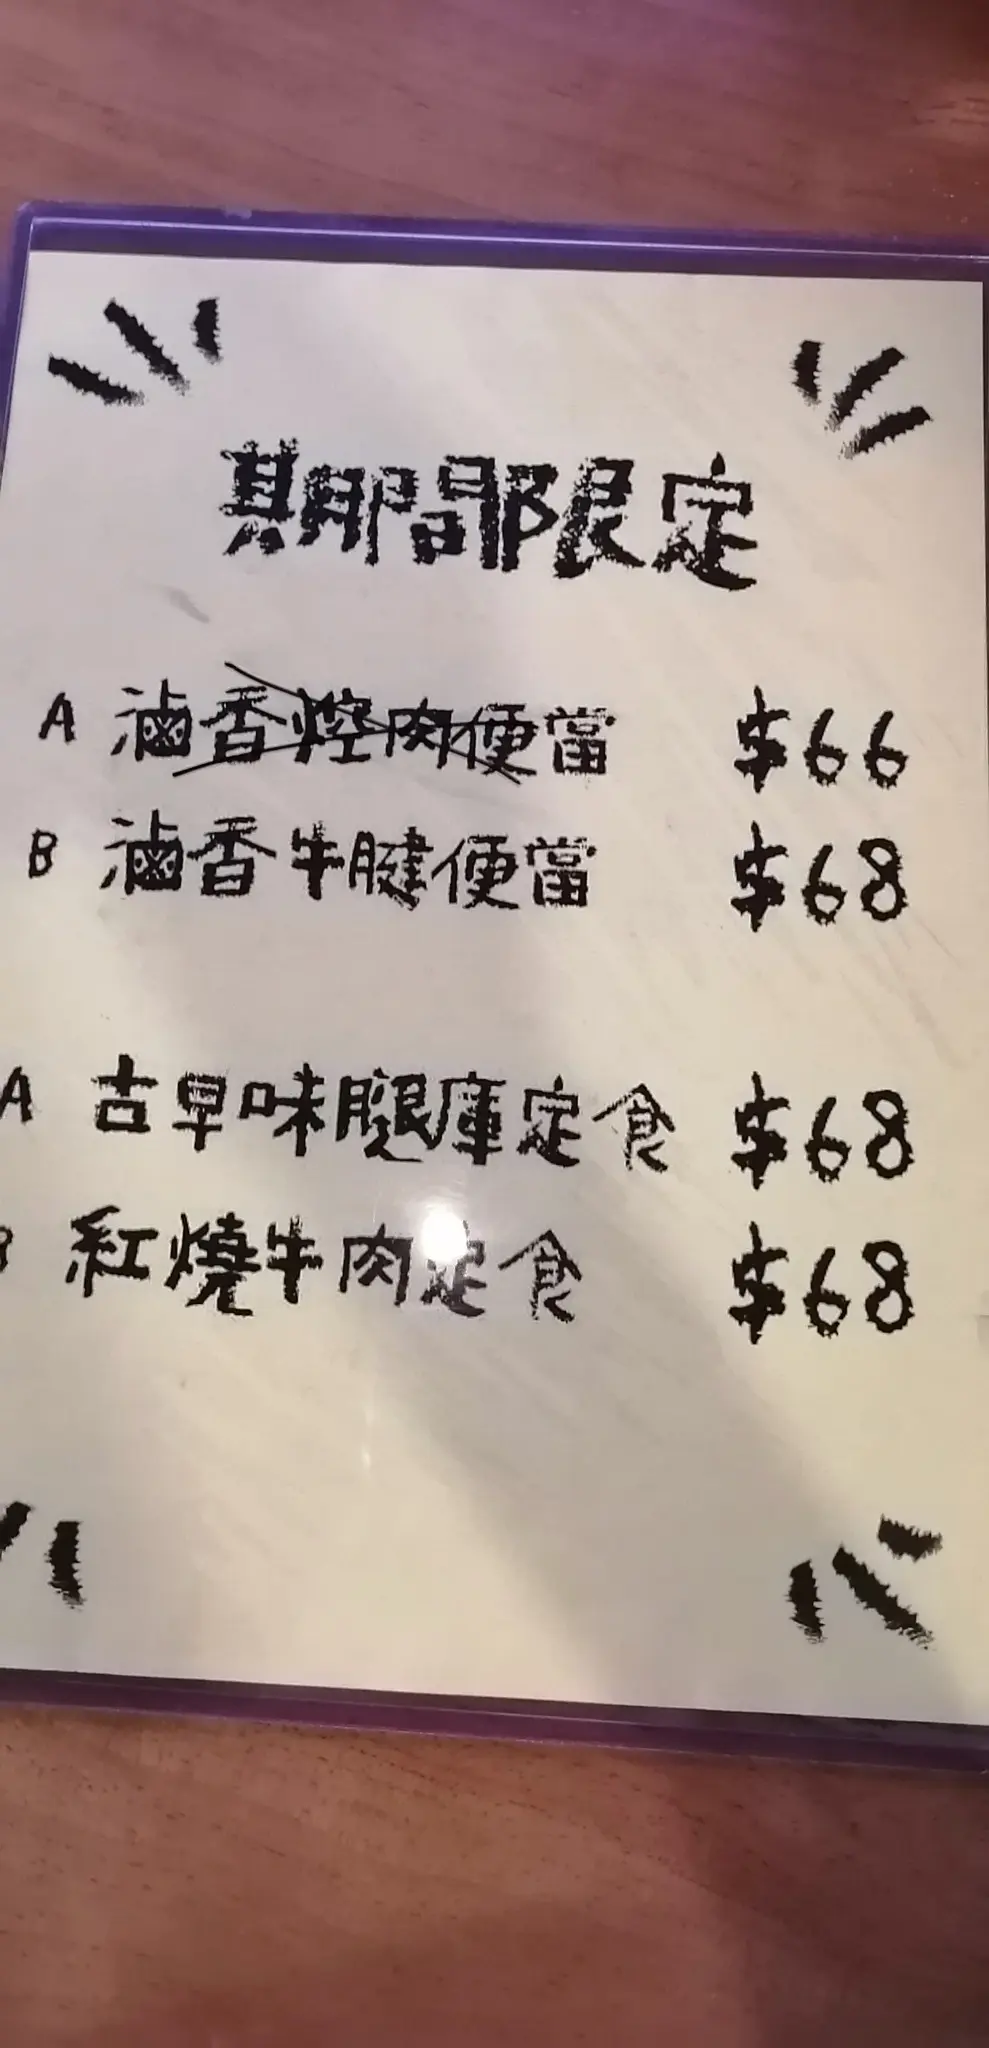 期間限定
A 滷香焢肉便當 $66
B 滷香牛腱便當 $68
A 古早味腿庫定食 $68
B 紅燒牛肉定食 $68